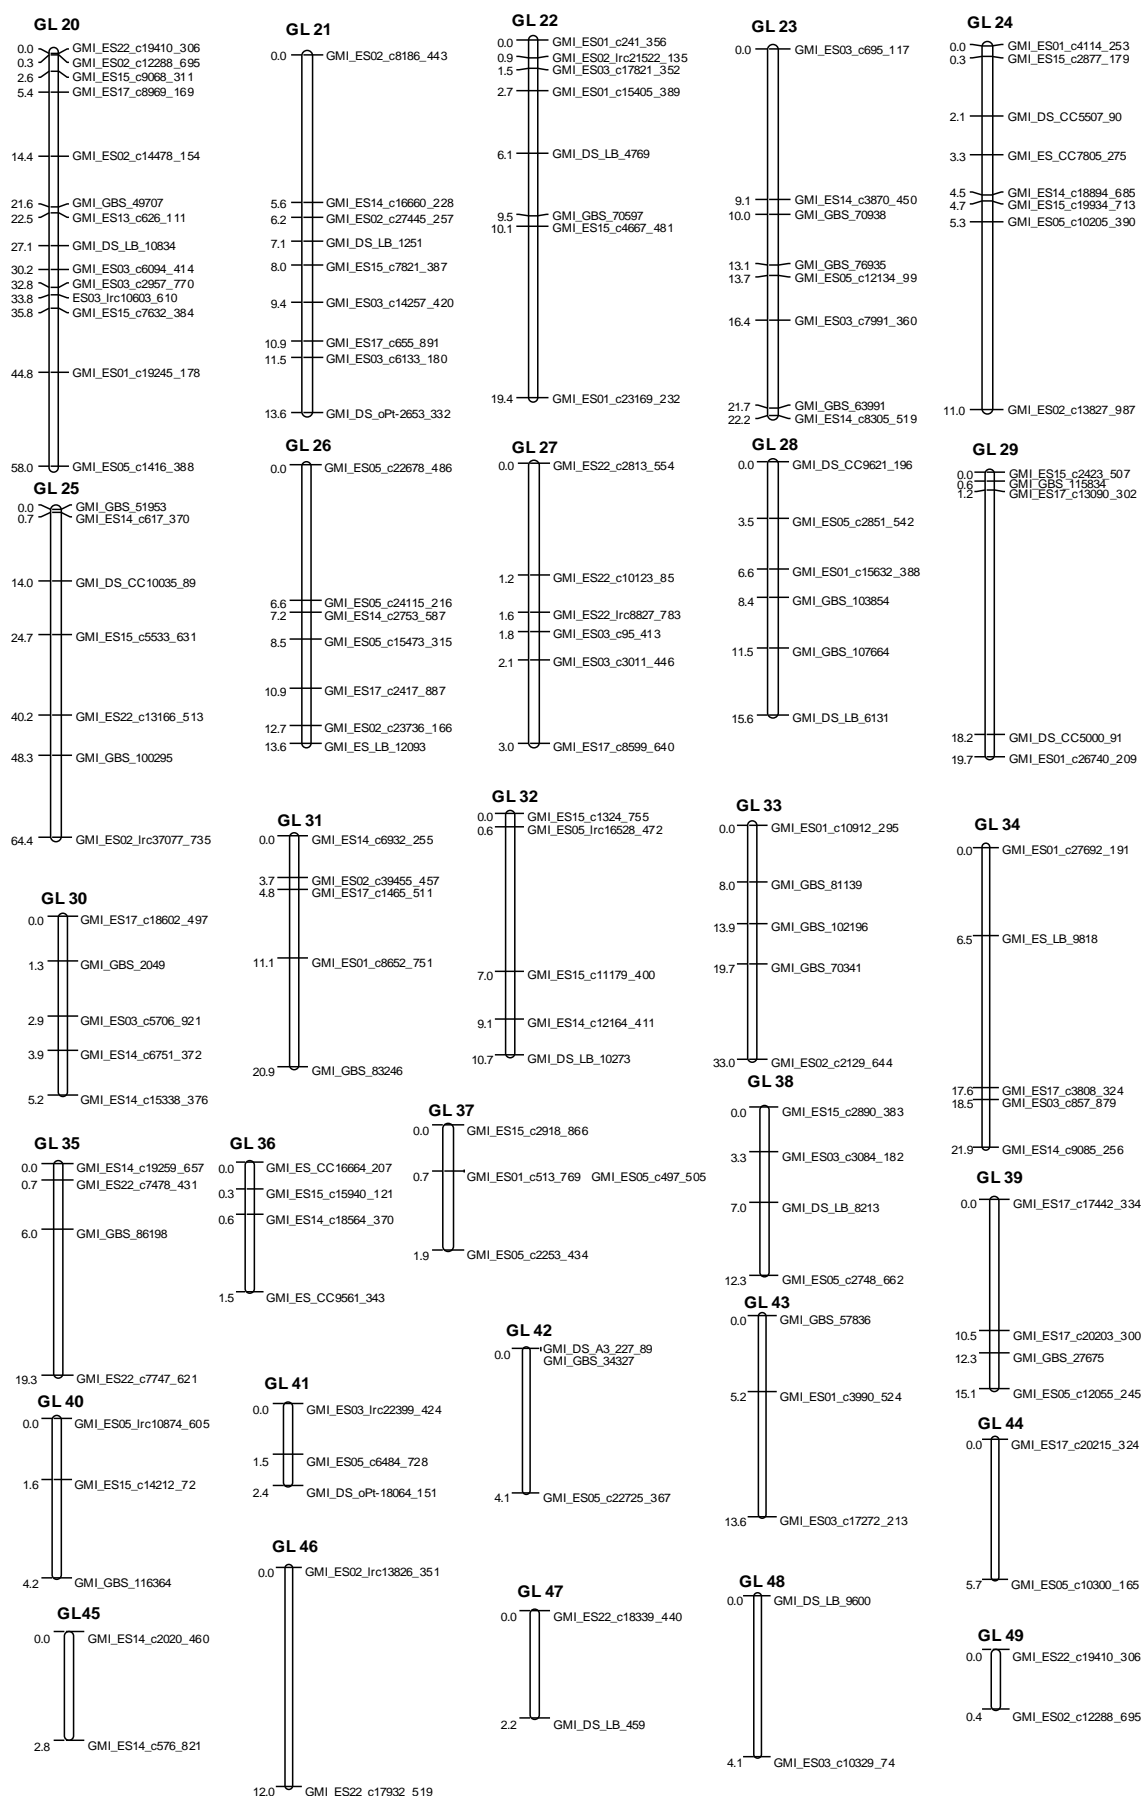 GL 20
0.0 GMI_ES22_c19410_306
0.3 GMI_ES02_c12288_695
2.6 GMI_ES15_c9068_311
5.4 GMI_ES17_c8969_169
14.4 GMI_ES02_c14478_154
21.6 GMI_GBS_49707
22.5 GMI_ES13_c626_111
27.1 GMI_DS_LB_10834
30.2 GMI_ES03_c6094_414
32.8 GMI_ES03_c2957_770
33.8 ES03_lrc10603_610
35.8 GMI_ES15_c7632_384
44.8 GMI_ES01_c19245_178
58.0 GMI_ES05_c1416_388
GL 21
0.0 GMI_ES02_c8186_443
5.6 GMI_ES14_c16660_228
6.2 GMI_ES02_c27445_257
7.1 GMI_DS_LB_1251
8.0 GMI_ES15_c7821_387
9.4 GMI_ES03_c14257_420
10.9 GMI_ES17_c655_891
11.5 GMI_ES03_c6133_180
13.6 GMI_DS_oPt-2653_332
GL 22
0.0 GMI_ES01_c241_356
0.9 GMI_ES02_lrc21522_135
1.5 GMI_ES03_c17821_352
2.7 GMI_ES01_c15405_389
6.1 GMI_DS_LB_4769
9.5 GMI_GBS_70597
10.1 GMI_ES15_c4667_481
19.4 GMI_ES01_c23169_232
GL 23
0.0 GMI_ES03_c695_117
9.1 GMI_ES14_c3870_450
10.0 GMI_GBS_70938
13.1 GMI_GBS_76935
13.7 GMI_ES05_c12134_99
16.4 GMI_ES03_c7991_360
21.7 GMI_GBS_63991
22.2 GMI_ES14_c8305_519
GL 24
0.0 GMI_ES01_c4114_253
0.3 GMI_ES15_c2877_179
2.1 GMI_DS_CC5507_90
3.3 GMI_ES_CC7805_275
4.5 GMI_ES14_c18894_685
4.7 GMI_ES15_c19934_713
5.3 GMI_ES05_c10205_390
11.0 GMI_ES02_c13827_987
GL 25
0.0 GMI_GBS_51953
0.7 GMI_ES14_c617_370
14.0 GMI_DS_CC10035_89
24.7 GMI_ES15_c5533_631
40.2 GMI_ES22_c13166_513
48.3 GMI_GBS_100295
64.4 GMI_ES02_lrc37077_735
GL 26
0.0 GMI_ES05_c22678_486
6.6 GMI_ES05_c24115_216
7.2 GMI_ES14_c2753_587
8.5 GMI_ES05_c15473_315
10.9 GMI_ES17_c2417_887
12.7 GMI_ES02_c23736_166
13.6 GMI_ES_LB_12093
GL 27
0.0 GMI_ES22_c2813_554
1.2 GMI_ES22_c10123_85
1.6 GMI_ES22_lrc8827_783
1.8 GMI_ES03_c95_413
2.1 GMI_ES03_c3011_446
3.0 GMI_ES17_c8599_640
GL 28
0.0 GMI_DS_CC9621_196
3.5 GMI_ES05_c2851_542
6.6 GMI_ES01_c15632_388
8.4 GMI_GBS_103854
11.5 GMI_GBS_107664
15.6 GMI_DS_LB_6131
GL 29
0.0 GMI_ES15_c2423_507
0.6 GMI_GBS_115834
1.2 GMI_ES17_c13090_302
18.2 GMI_DS_CC5000_91
19.7 GMI_ES01_c26740_209
GL 30
0.0 GMI_ES17_c18602_497
1.3 GMI_GBS_2049
2.9 GMI_ES03_c5706_921
3.9 GMI_ES14_c6751_372
5.2 GMI_ES14_c15338_376
GL 31
0.0 GMI_ES14_c6932_255
3.7 GMI_ES02_c39455_457
4.8 GMI_ES17_c1465_511
11.1 GMI_ES01_c8652_751
20.9 GMI_GBS_83246
GL 32
0.0 GMI_ES15_c1324_755
0.6 GMI_ES05_lrc16528_472
7.0 GMI_ES15_c11179_400
9.1 GMI_ES14_c12164_411
10.7 GMI_DS_LB_10273
GL 33
0.0 GMI_ES01_c10912_295
8.0 GMI_GBS_81139
13.9 GMI_GBS_102196
19.7 GMI_GBS_70341
33.0 GMI_ES02_c2129_644
GL 34
0.0 GMI_ES01_c27692_191
6.5 GMI_ES_LB_9818
17.6 GMI_ES17_c3808_324
18.5 GMI_ES03_c857_879
21.9 GMI_ES14_c9085_256
GL 35
0.0 GMI_ES14_c19259_657
0.7 GMI_ES22_c7478_431
6.0 GMI_GBS_86198
19.3 GMI_ES22_c7747_621
GL 36
0.0 GMI_ES_CC16664_207
0.3 GMI_ES15_c15940_121
0.6 GMI_ES14_c18564_370
1.5 GMI_ES_CC9561_343
GL 37
0.0 GMI_ES15_c2918_866
0.7 GMI_ES01_c513_769 GMI_ES05_c497_505
1.9 GMI_ES05_c2253_434
GL 38
0.0 GMI_ES15_c2890_383
3.3 GMI_ES03_c3084_182
7.0 GMI_DS_LB_8213
12.3 GMI_ES05_c2748_662
GL 39
0.0 GMI_ES17_c17442_334
10.5 GMI_ES17_c20203_300
12.3 GMI_GBS_27675
15.1 GMI_ES05_c12055_245
GL 40
0.0 GMI_ES05_lrc10874_605
1.6 GMI_ES15_c14212_72
4.2 GMI_GBS_116364
GL 41
0.0 GMI_ES03_lrc22399_424
1.5 GMI_ES05_c6484_728
2.4 GMI_DS_oPt-18064_151
GL 42
0.0 GMI_DS_A3_227_89
GMI_GBS_34327
4.1 GMI_ES05_c22725_367
GL 43
0.0 GMI_GBS_57836
5.2 GMI_ES01_c3990_524
13.6 GMI_ES03_c17272_213
GL 44
0.0 GMI_ES17_c20215_324
5.7 GMI_ES05_c10300_165
GL45
0.0 GMI_ES14_c2020_460
2.8 GMI_ES14_c576_821
GL 46
0.0 GMI_ES02_lrc13826_351
12.0 GMI_ES22_c17932_519
GL 47
0.0 GMI_ES22_c18339_440
2.2 GMI_DS_LB_459
GL 48
0.0 GMI_DS_LB_9600
4.1 GMI_ES03_c10329_74
GL 49
0.0 GMI_ES22_c19410_306
0.4 GMI_ES02_c12288_695